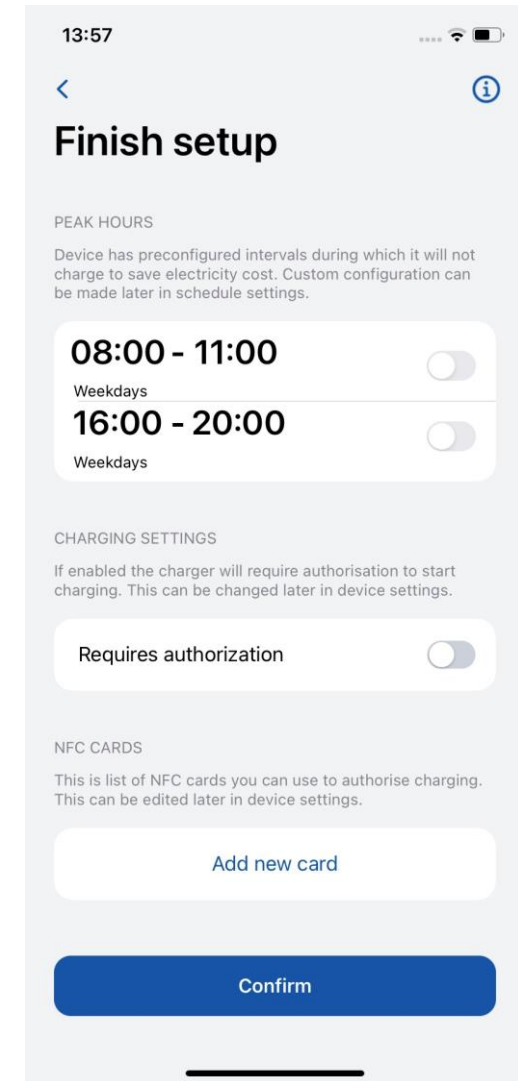 13:57
Finish setup
PEAK HOURS
Device has preconfigured intervals during which it will not
charge to save electricity cost. Custom configuration can
be made later in schedule settings.
08:00 - 11:00
Weekdays
16:00 - 20:00
Weekdays
CHARGING SETTINGS
If enabled the charger will require authorisation to start
charging. This can be changed later in device settings.
Requires authorization
NFC CARDS
This is list of NFC cards you can use to authorise charging.
This can be edited later in device settings.
Add new card
Confirm